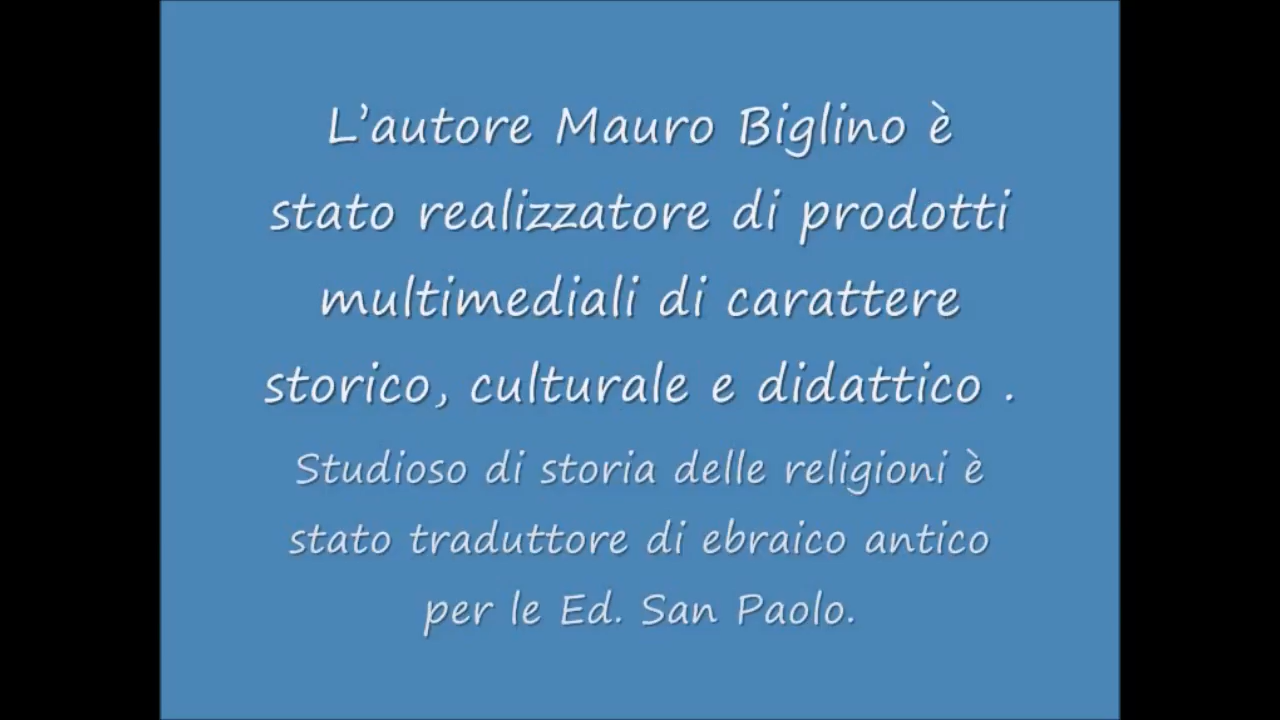 L’autore Mauro Biglino è
stato realizzatore di prodotti
multimediali di carattere
storico, culturale e didattico .
Studioso di storia delle religioni è
stato traduttore di ebraico antico
per le Ed. San Paolo.